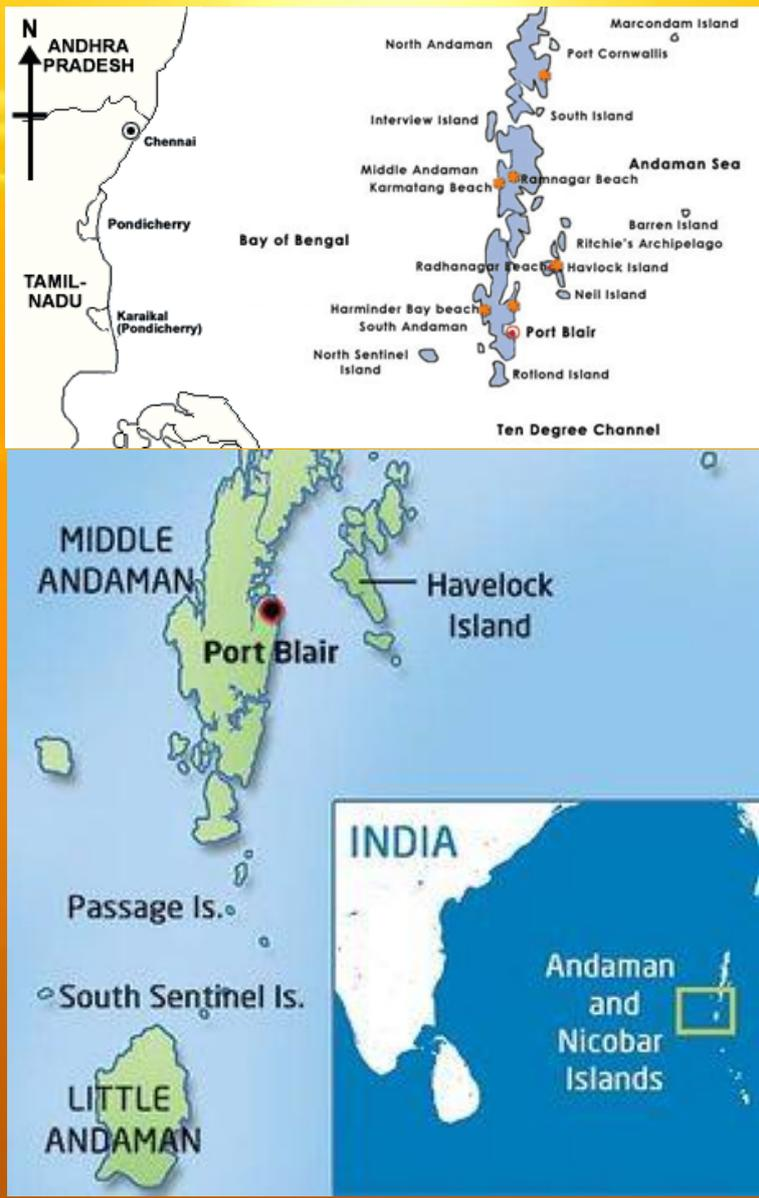 N
ANDHRA
PRADESH
Chennai
Pondicherry
TAMIL-
NADU
Karaikal
(Pondicherry)
Bay of Bengal
Marcondam Island
North Andaman
Port Cornwallis
Interview Island
South Island
Middle Andaman
Andaman Sea
Karmatang Beach
Ramnagar Beach
Barren Island
Ritchie's Archipelago
Radhanagar Beach
Havlock Island
Neil Island
Harminder Bay beach
South Andaman
Port Blair
North Sentinel
Island
Rotlond Island
Ten Degree Channel
MIDDLE
ANDAMAN
Havelock
Island
Port Blair
Passage Is.
South Sentinel Is.
LITTLE
ANDAMAN
INDIA
Andaman
and
Nicobar
Islands